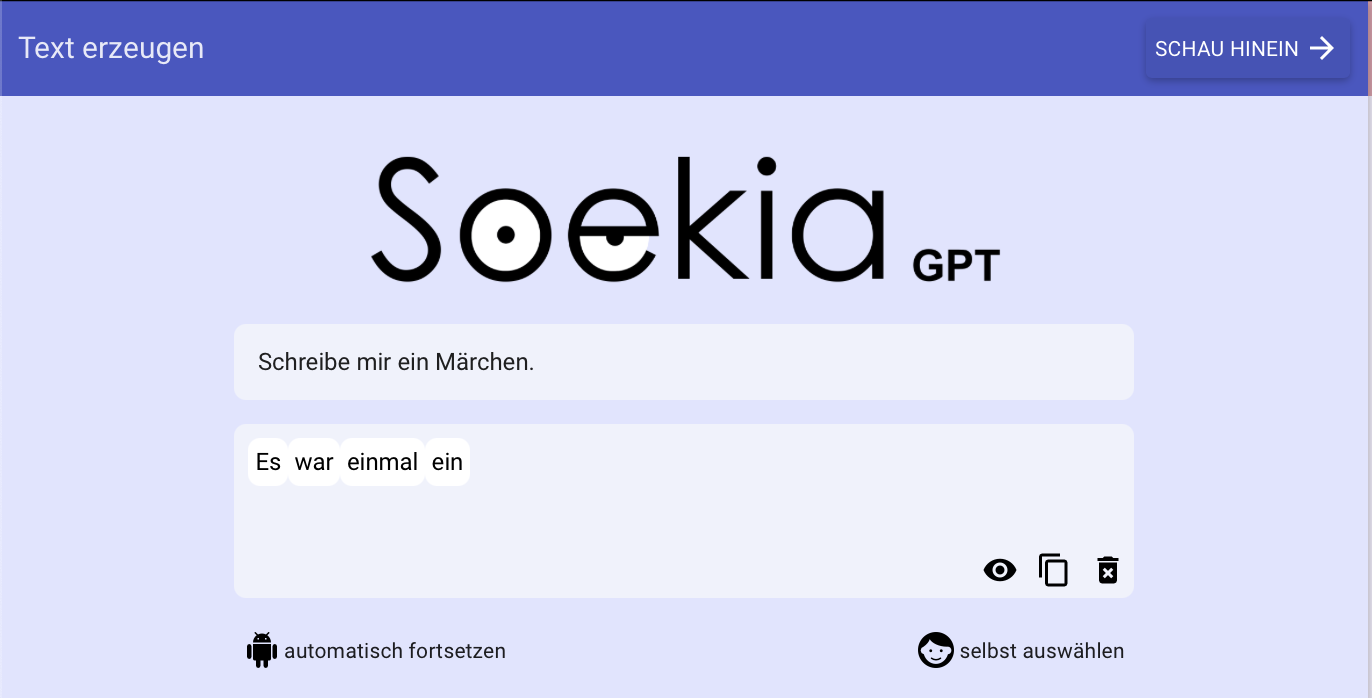 Text erzeugen
SCHAU HINEIN
Soekia GPT
Schreibe mir ein Märchen.
Es war einmal ein
automatisch fortsetzen
selbst auswählen